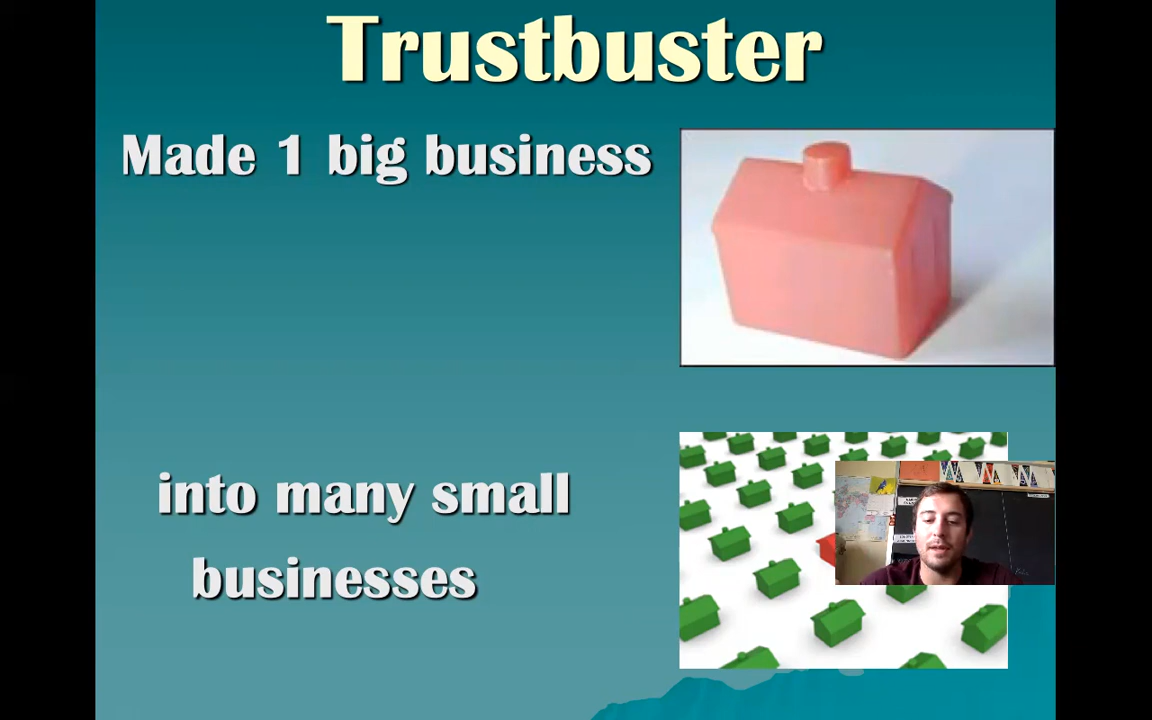 Trustbuster
Made 1 big business
into many small
businesses